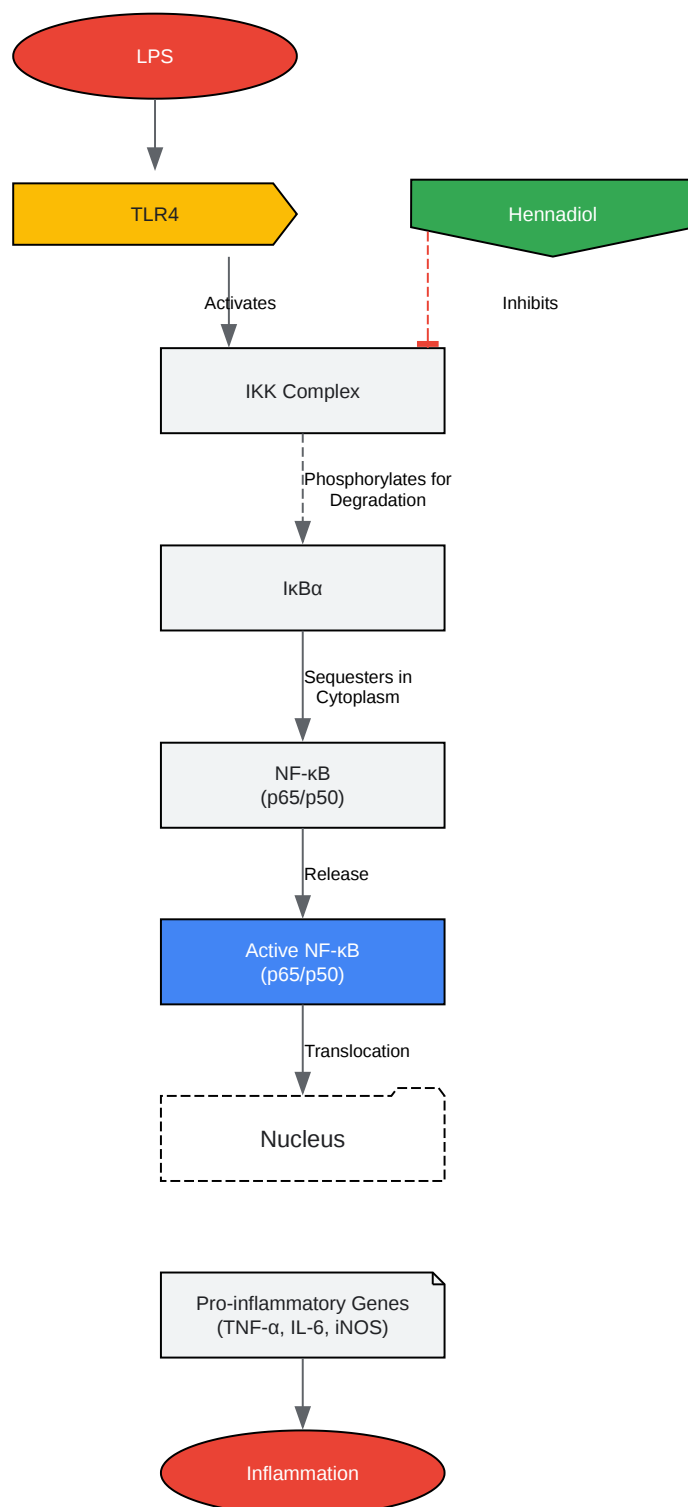 LPS
TLR4
Hennadiol
Activates
Inhibits
IKK Complex
Phosphorylates for
Degradation
IκBα
Sequesters in
Cytoplasm
NF-κB
(p65/p50)
Release
Active NF-κB
(p65/p50)
Translocation
Nucleus
Pro-inflammatory Genes
(TNF-α, IL-6, iNOS)
Inflammation